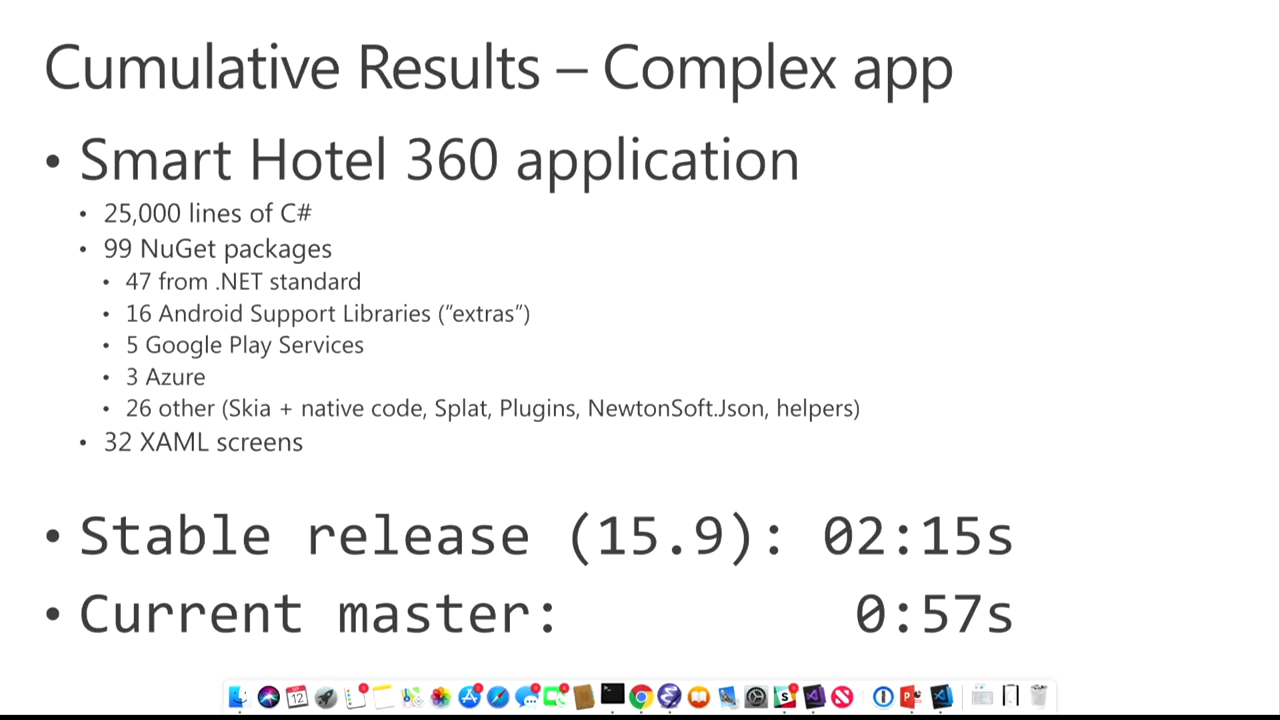 Cumulative Results – Complex app
• Smart Hotel 360 application
• 25,000 lines of C#
• 99 NuGet packages
• 47 from .NET standard
• 16 Android Support Libraries (”extras”)
• 5 Google Play Services
• 3 Azure
• 26 other (Skia + native code, Splat, Plugins, NewtonSoft.Json, helpers)
• 32 XAML screens
• Stable release (15.9): 02:15s
• Current master: 0:57s
12